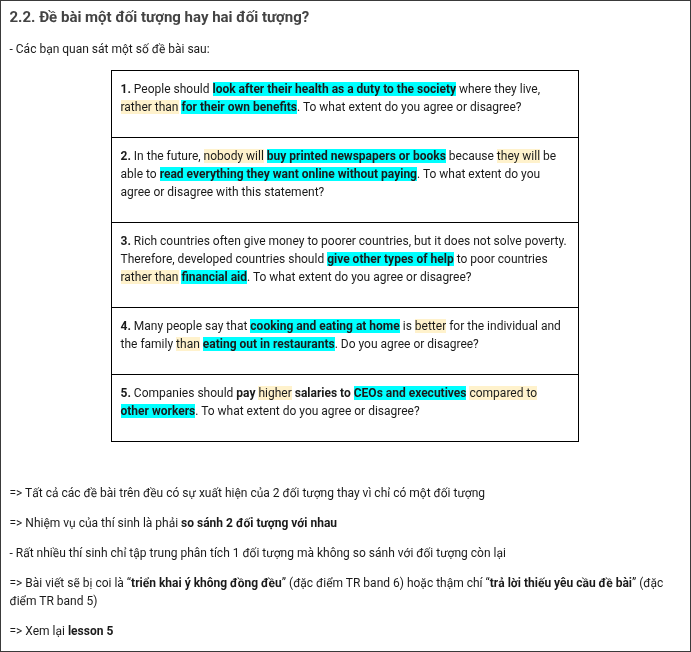 2.2. Đề bài một đối tượng hay hai đối tượng?
- Các bạn quan sát một số đề bài sau:
1. People should look after their health as a duty to the society where they live,
rather than for their own benefits. To what extent do you agree or disagree?
2. In the future, nobody will buy printed newspapers or books because they will be
able to read everything they want online without paying. To what extent do you
agree or disagree with this statement?
3. Rich countries often give money to poorer countries, but it does not solve poverty.
Therefore, developed countries should give other types of help to poor countries
rather than financial aid. To what extent do you agree or disagree?
4. Many people say that cooking and eating at home is better for the individual and
the family than eating out in restaurants. Do you agree or disagree?
5. Companies should pay higher salaries to CEOs and executives compared to
other workers. To what extent do you agree or disagree?
=> Tất cả các đề bài trên đều có sự xuất hiện của 2 đối tượng thay vì chỉ có một đối tượng
=> Nhiệm vụ của thí sinh là phải so sánh 2 đối tượng với nhau
- Rất nhiều thí sinh chỉ tập trung phân tích 1 đối tượng mà không so sánh với đối tượng còn lại
=> Bài viết sẽ bị coi là “triển khai ý không đồng đều” (đặc điểm TR band 6) hoặc thậm chí “trả lời thiếu yêu cầu đề bài” (đặc
điểm TR band 5)
=> Xem lại lesson 5